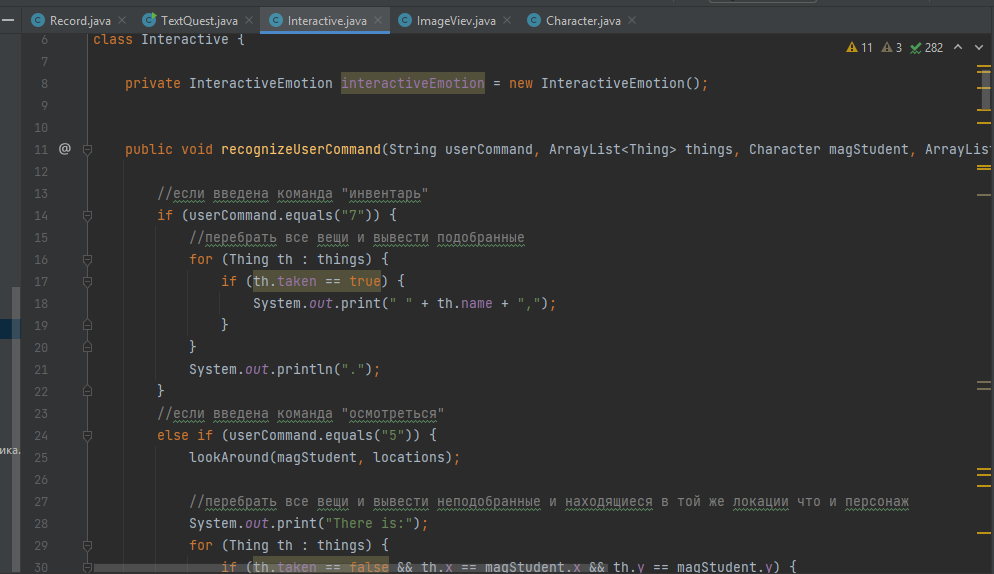 Record.java TextQuest.java Interactive.java ImageViev.java Character.java
11 3 282
6 class Interactive {
7
8 private InteractiveEmotion interactiveEmotion = new InteractiveEmotion();
9
10
11 @ public void recognizeUserCommand(String userCommand, ArrayList<Thing> things, Character magStudent, ArrayList
12
13 //если введена команда "инвентарь"
14 if (userCommand.equals("7")) {
15 //перебрать все вещи и вывести подобранные
16 for (Thing th : things) {
17 if (th.taken == true) {
18 System.out.print(" " + th.name + ",");
19 }
20 }
21 System.out.println(".");
22 }
23 //если введена команда "осмотреться"
24 else if (userCommand.equals("5")) {
25 lookAround(magStudent, locations);
ика.
26
27 //перебрать все вещи и вывести неподобранные и находящиеся в той же локации что и персонаж
28 System.out.print("There is:");
29 for (Thing th : things) {
30 if (th.taken == false && th.x == magStudent.x && th.y == magStudent.y) {